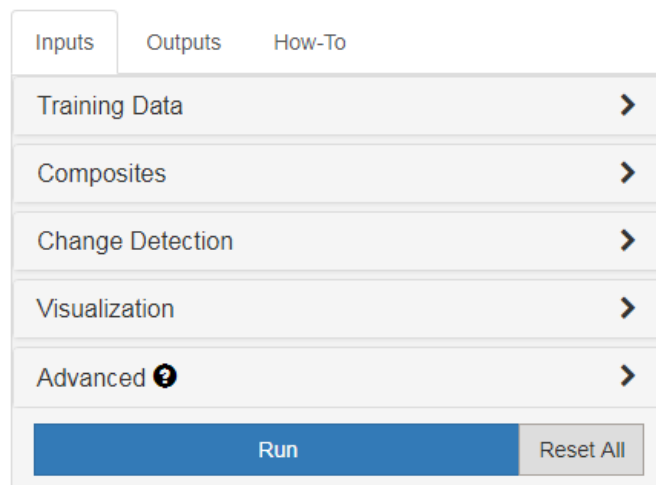 Inputs Outputs How-To
Training Data
Composites
Change Detection
Visualization
Advanced ?
Run Reset All